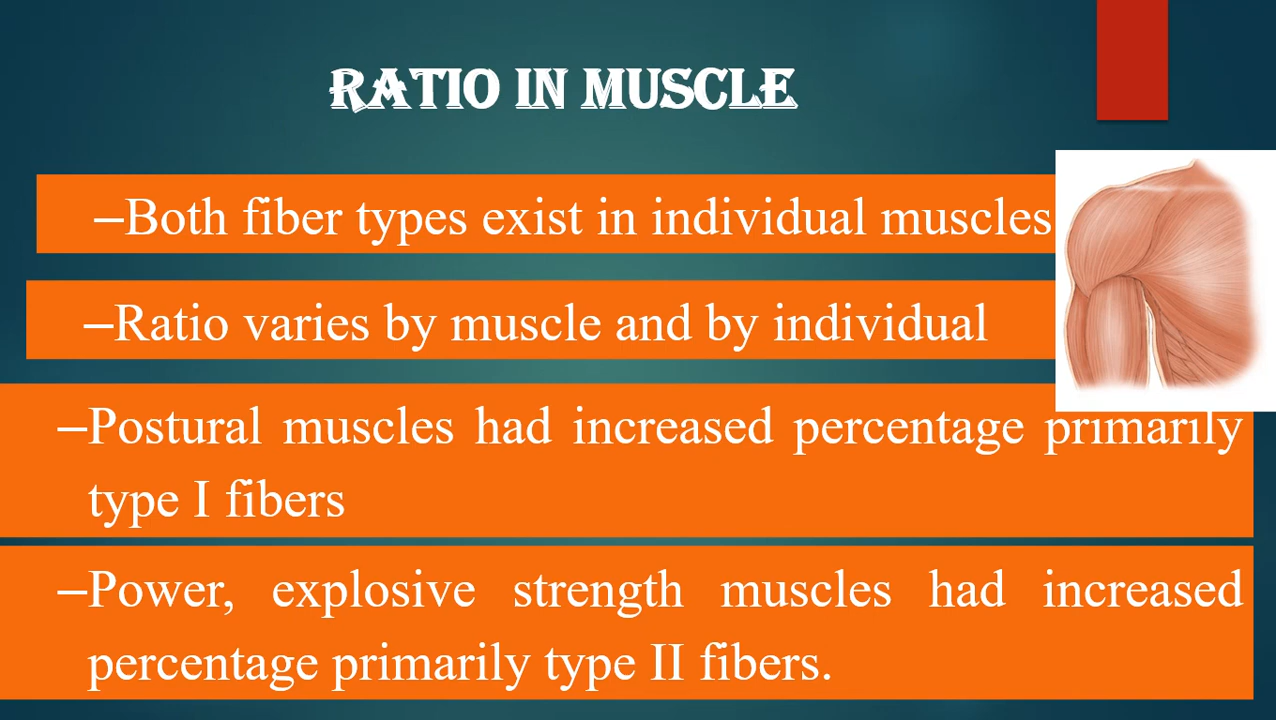 RATIO IN MUSCLE
–Both fiber types exist in individual muscles
–Ratio varies by muscle and by individual
–Postural muscles had increased percentage primarily
type I fibers
–Power, explosive strength muscles had increased
percentage primarily type II fibers.